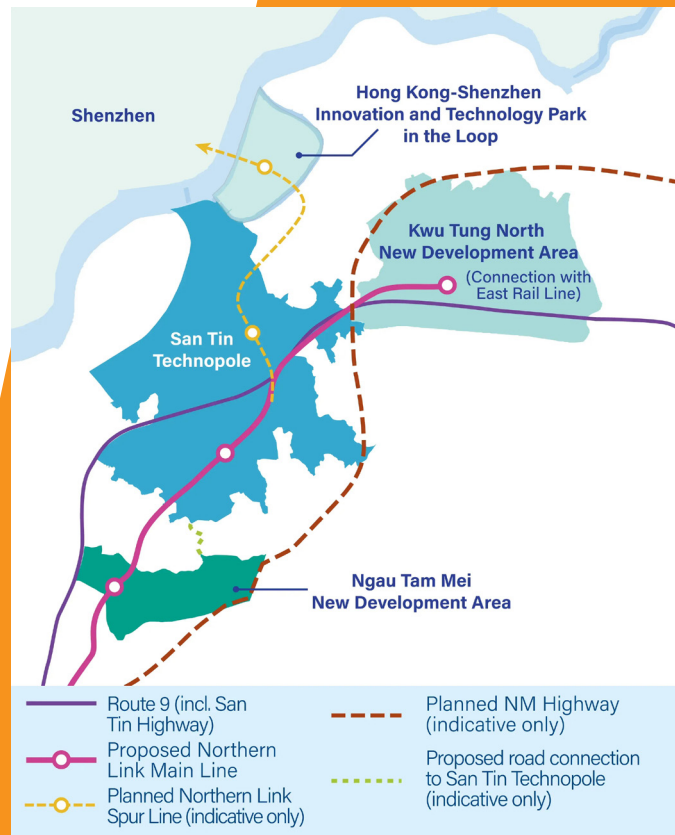 Shenzhen
Hong Kong-Shenzhen
Innovation and Technology Park
in the Loop
Kwu Tung North
New Development Area
(Connection with
East Rail Line)
San Tin
Technopole
Ngau Tam Mei
New Development Area
Route 9 (incl. San
Tin Highway)
Proposed Northern
Link Main Line
Planned Northern Link
Spur Line (indicative only)
Planned NM Highway
(indicative only)
Proposed road connection
to San Tin Technopole
(indicative only)